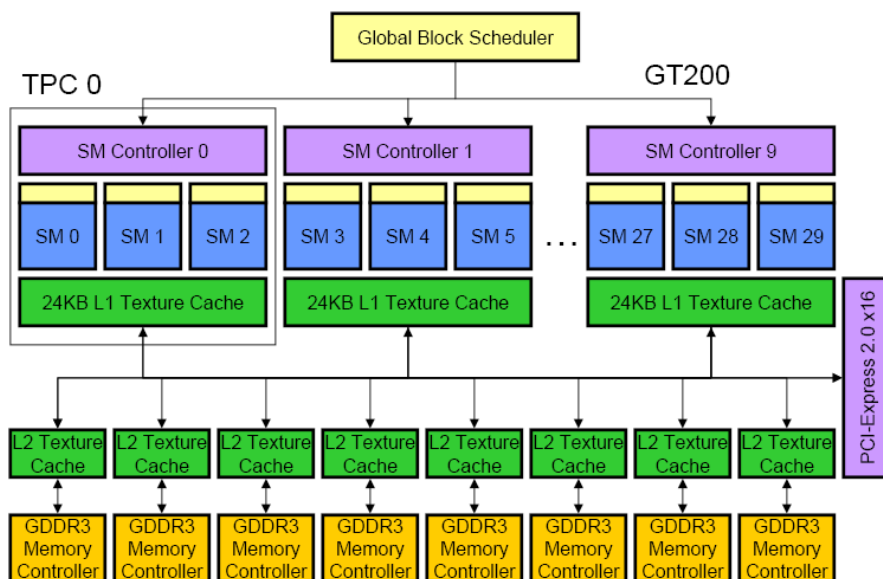 Global Block Scheduler
TPC 0
GT200
SM Controller 0
SM Controller 1
SM Controller 9
SM 0
SM 1
SM 2
SM 3
SM 4
SM 5
...
SM 27
SM 28
SM 29
24KB L1 Texture Cache
24KB L1 Texture Cache
24KB L1 Texture Cache
PCI-Express 2.0 x16
L2 Texture
Cache
L2 Texture
Cache
L2 Texture
Cache
L2 Texture
Cache
L2 Texture
Cache
L2 Texture
Cache
L2 Texture
Cache
L2 Texture
Cache
GDDR3
Memory
Controller
GDDR3
Memory
Controller
GDDR3
Memory
Controller
GDDR3
Memory
Controller
GDDR3
Memory
Controller
GDDR3
Memory
Controller
GDDR3
Memory
Controller
GDDR3
Memory
Controller